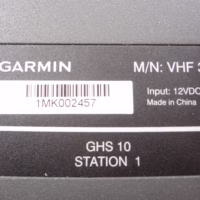 GARMIN
M/N: VHF 3
1MK002457
Input: 12VDC
Made in China
GHS 10
STATION 1